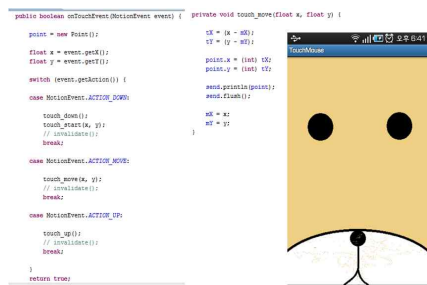 public boolean onTouchEvent(MotionEvent event) {
point = new Point();
float x = event.getX();
float y = event.getY();
switch (event.getAction()) {
case MotionEvent.ACTION_DOWN:
touch_down();
touch_start(x, y);
// invalidate();
break;
case MotionEvent.ACTION_MOVE:
touch_move(x, y);
// invalidate();
break;
case MotionEvent.ACTION_UP:
touch_up();
// invalidate();
break;
}
return true;
private void touch_move(float x, float y) {
tX = (x - mX);
tY = (y - mY);
point.x = (int) tX;
point.y = (int) tY;
send.println(point);
send.flush();
mX = x;
mY = y;
}
오후 6:41
TouchMouse